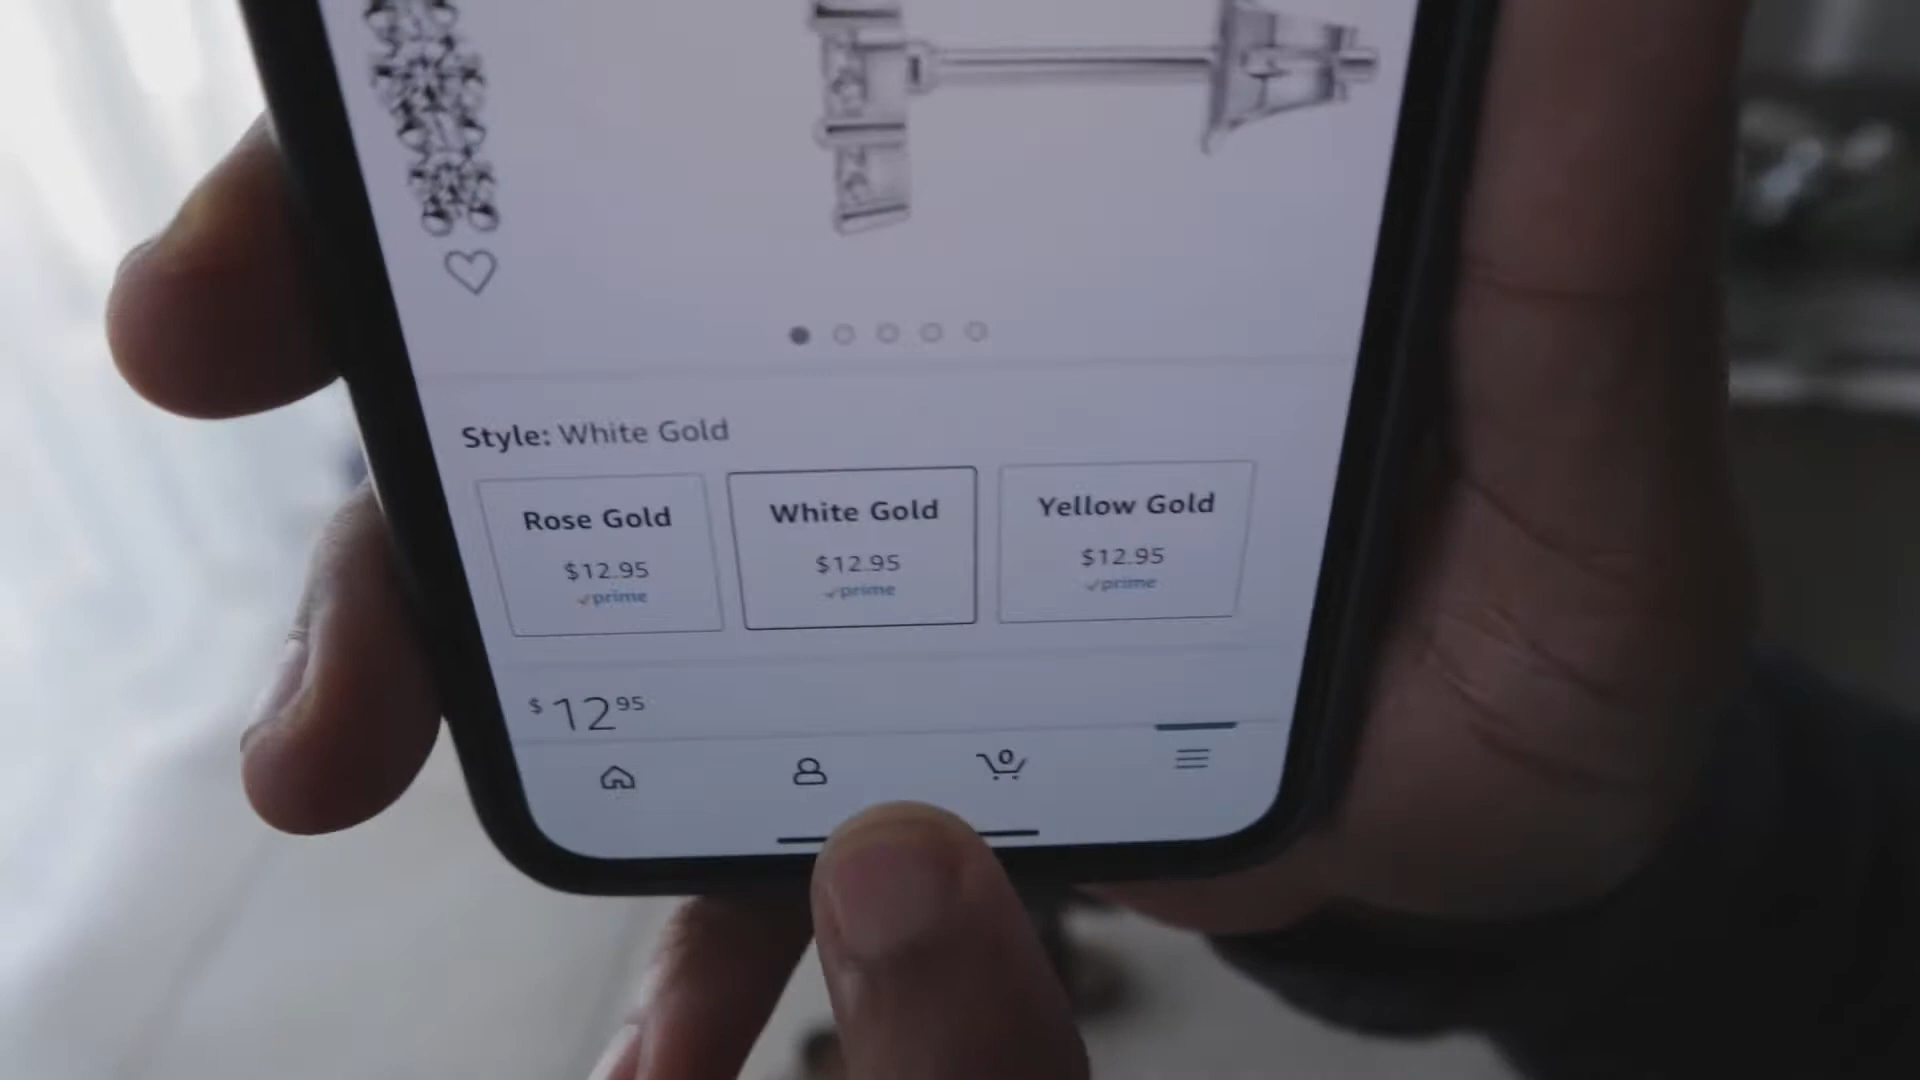 Style: White Gold
Rose Gold
$12.95
prime
White Gold
$12.95
prime
Yellow Gold
$12.95
prime
$12.95
0